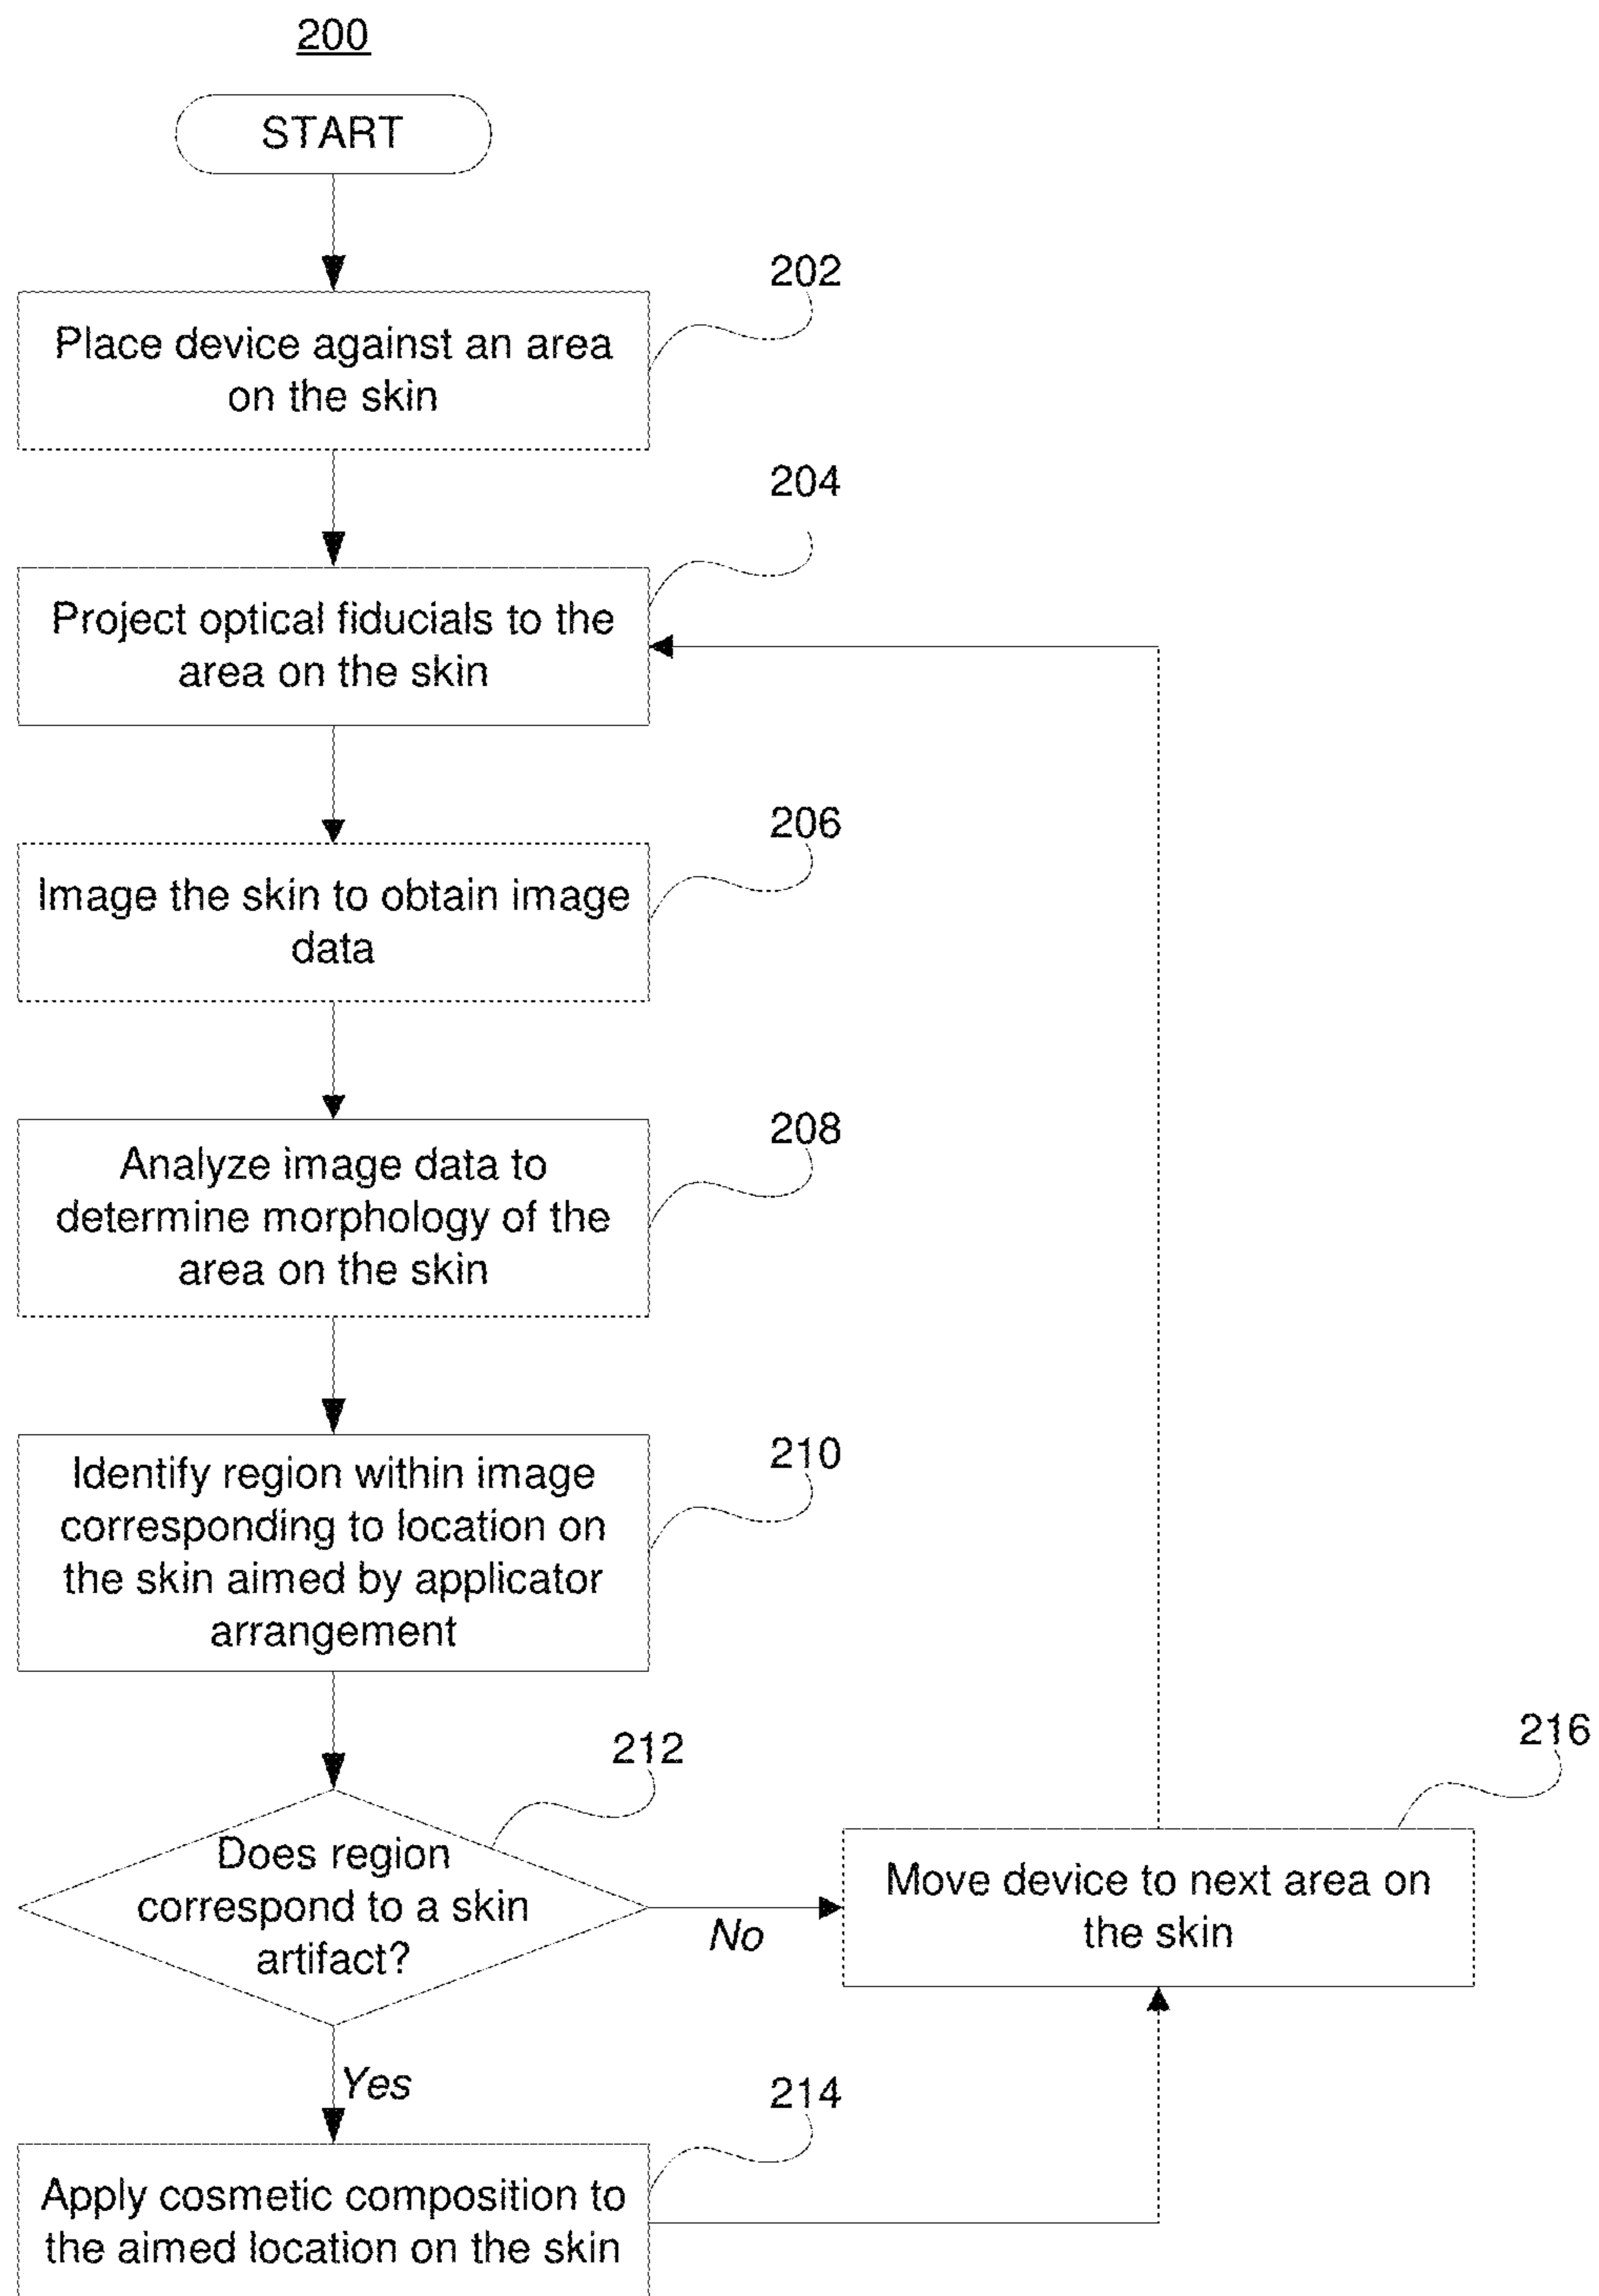 200
START
202
Place device against an area
on the skin
204
Project optical fiducials to the
area on the skin
206
Image the skin to obtain image
data
208
Analyze image data to
determine morphology of the
area on the skin
210
Identify region within image
corresponding to location on
the skin aimed by applicator
arrangement
212
Does region
correspond to a skin
artifact?
No
216
Move device to next area on
the skin
Yes
214
Apply cosmetic composition to
the aimed location on the skin